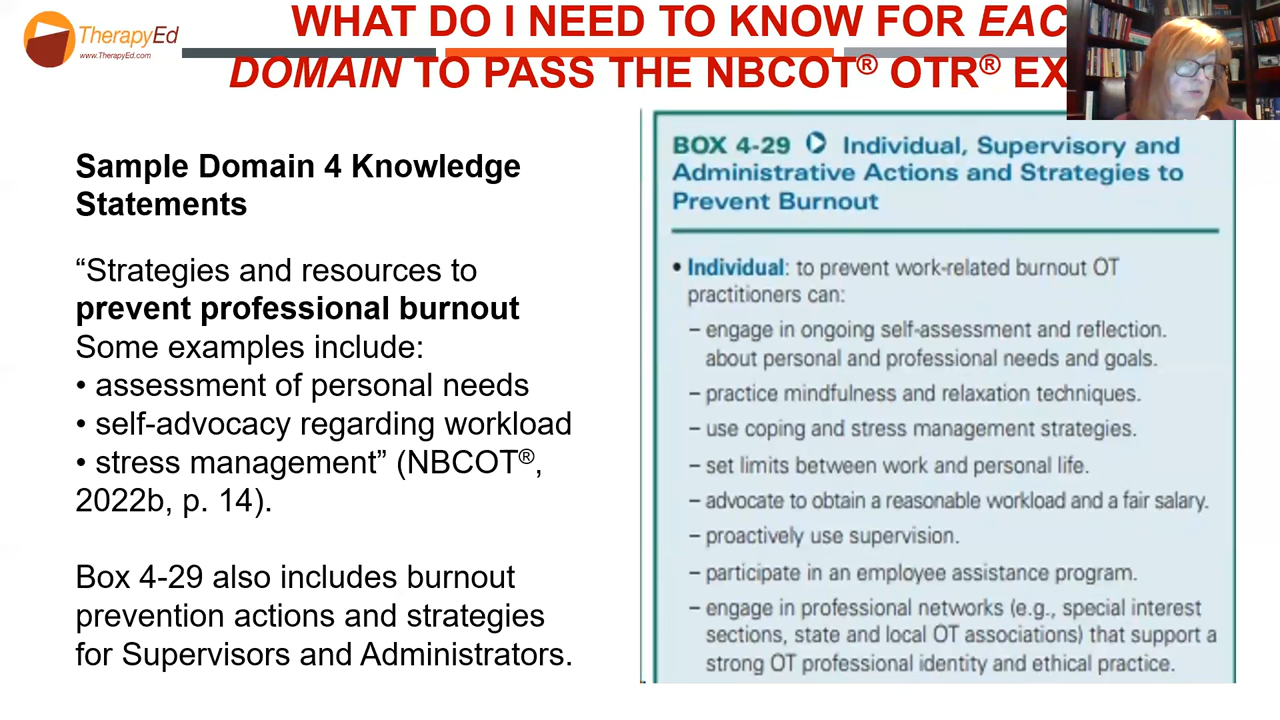 TherapyEd
www.TherapyEd.com
WHAT DO I NEED TO KNOW FOR EAC
DOMAIN TO PASS THE NBCOT® OTR® EX
Sample Domain 4 Knowledge
Statements
“Strategies and resources to
prevent professional burnout
Some examples include:
• assessment of personal needs
• self-advocacy regarding workload
• stress management” (NBCOT®,
2022b, p. 14).
Box 4-29 also includes burnout
prevention actions and strategies
for Supervisors and Administrators.
BOX 4-29 Individual, Supervisory and
Administrative Actions and Strategies to
Prevent Burnout
• Individual: to prevent work-related burnout OT
practitioners can:
– engage in ongoing self-assessment and reflection.
about personal and professional needs and goals.
– practice mindfulness and relaxation techniques.
– use coping and stress management strategies.
– set limits between work and personal life.
– advocate to obtain a reasonable workload and a fair salary.
– proactively use supervision.
– participate in an employee assistance program.
– engage in professional networks (e.g., special interest
sections, state and local OT associations) that support a
strong OT professional identity and ethical practice.